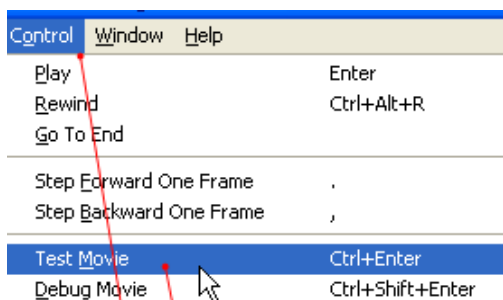 Control Window Help
Play Enter
Rewind Ctrl+Alt+R
Go To End
Step Forward One Frame .
Step Backward One Frame ,
Test Movie Ctrl+Enter
Debug Movie Ctrl+Shift+Enter